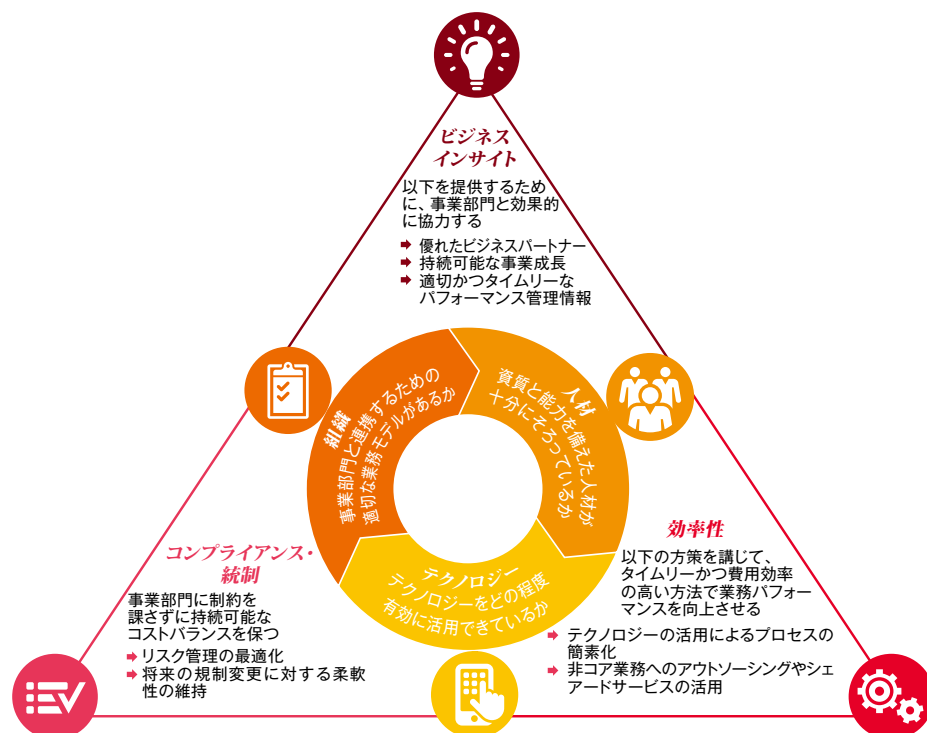 ビジネス
インサイト
以下を提供するため
に、事業部門と効果的
に協力する
優れたビジネスパートナー
持続可能な事業成長
適切かつタイムリーな
パフォーマンス管理情報
組織
事業部門と連携するための
適切な業務モデルがあるか
人材
資質と能力を備えた人材が
十分にそろっているか
テクノロジー
テクノロジーをどの程度
有効に活用できているか
コンプライアンス・
統制
事業部門に制約を
課さずに持続可能な
コストバランスを保つ
リスク管理の最適化
将来の規制変更に対する柔軟
性の維持
効率性
以下の方策を講じて、
タイムリーかつ費用効率
の高い方法で業務パフォー
マンスを向上させる
テクノロジーの活用によるプロセスの
簡素化
非コア業務へのアウトソーシングやシェ
アードサービスの活用